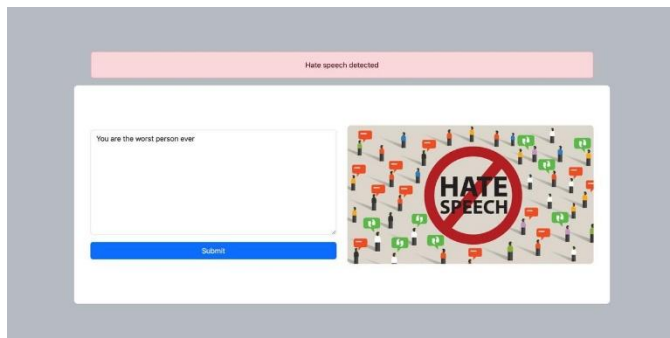 Hate speech detected
You are the worst person ever
Submit
HATE
SPEECH